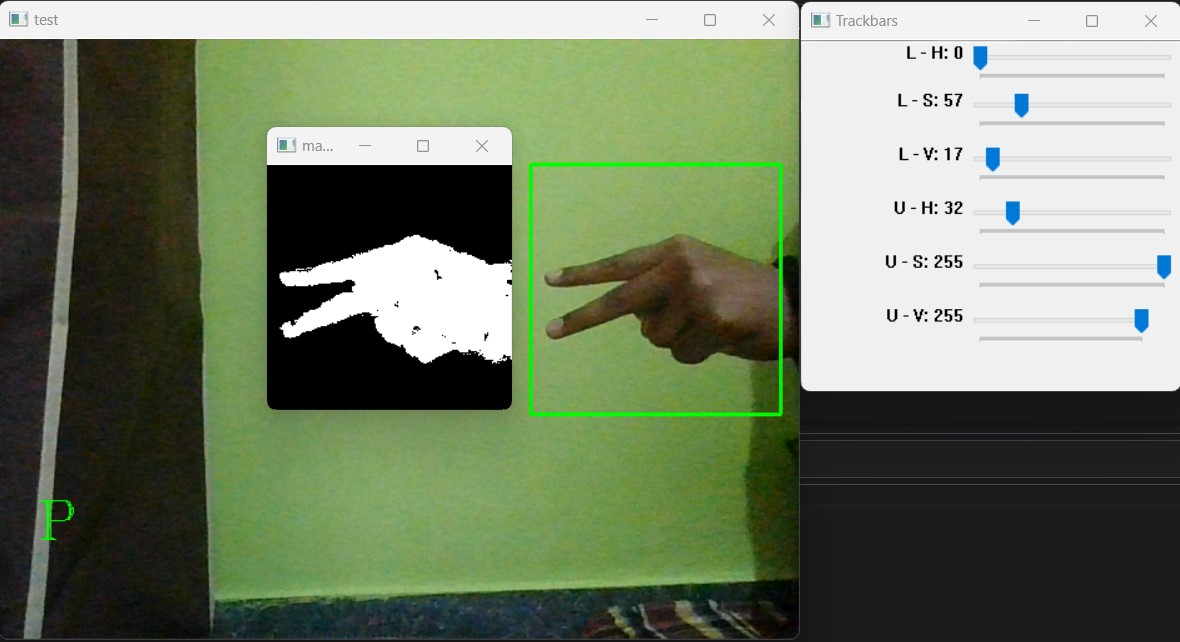 test
ma...
P
Trackbars
L - H: 0
L - S: 57
L - V: 17
U - H: 32
U - S: 255
U - V: 255